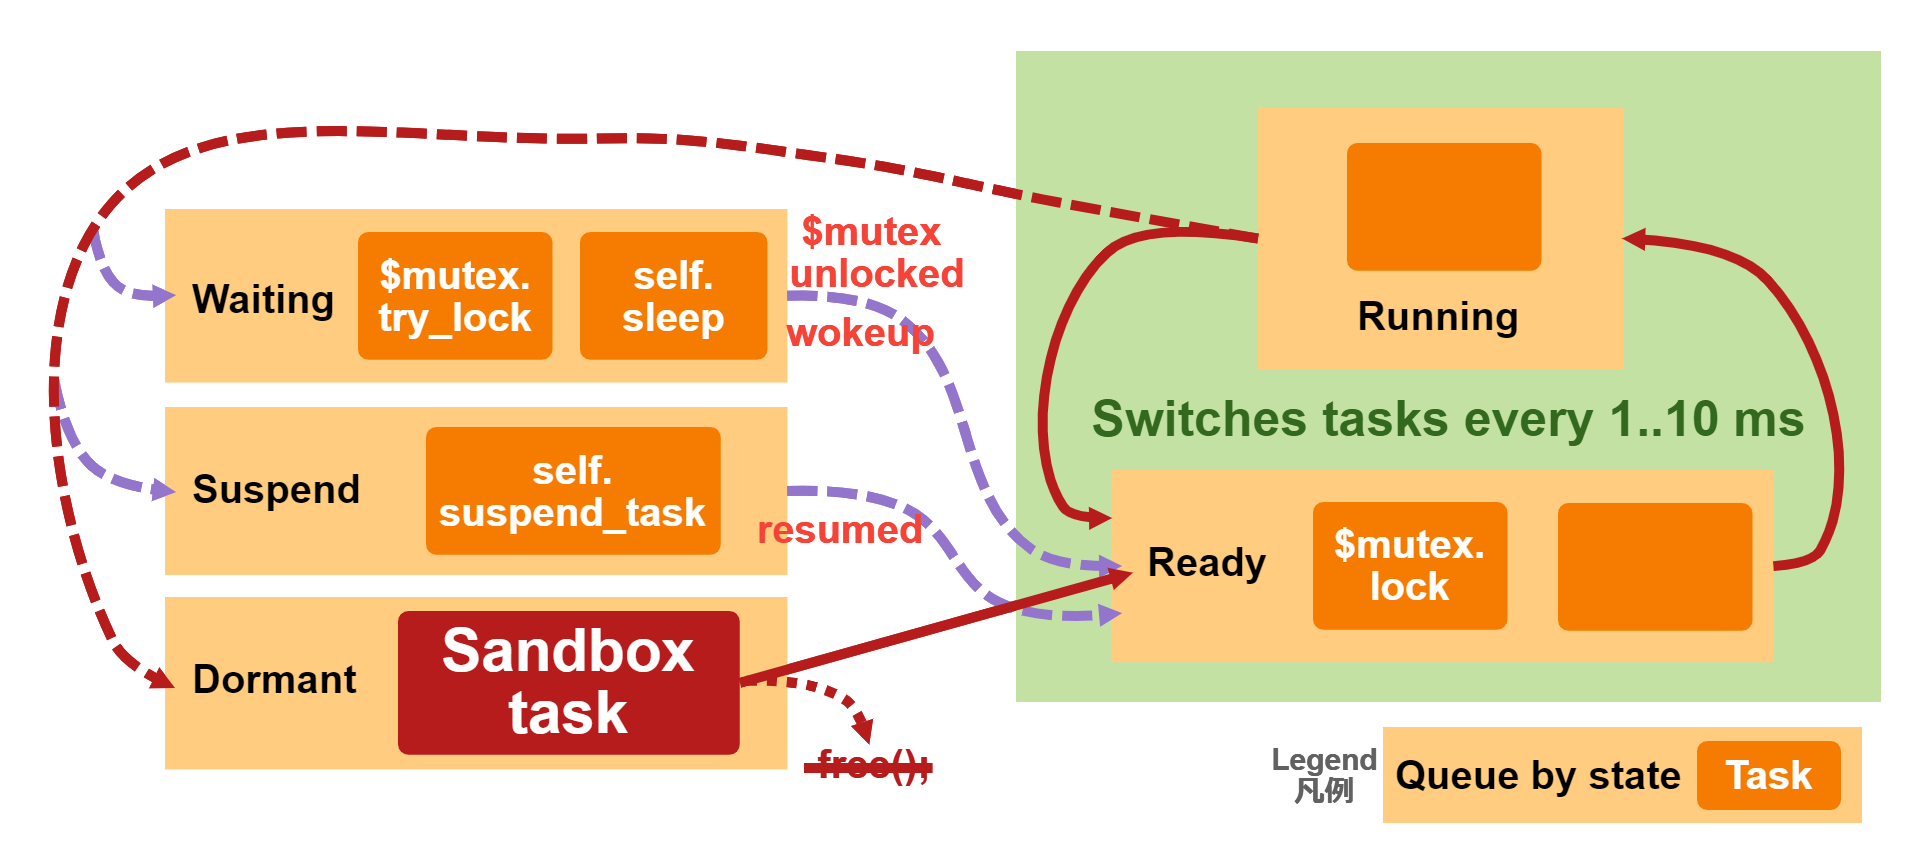 Waiting
$mutex.
try_lock
self.
sleep
$mutex
unlocked
wokeup
Suspend
self.
suspend_task
resumed
Dormant
Sandbox
task
free();
Running
Switches tasks every 1..10 ms
Ready
$mutex.
lock
Legend
凡例
Queue by state
Task